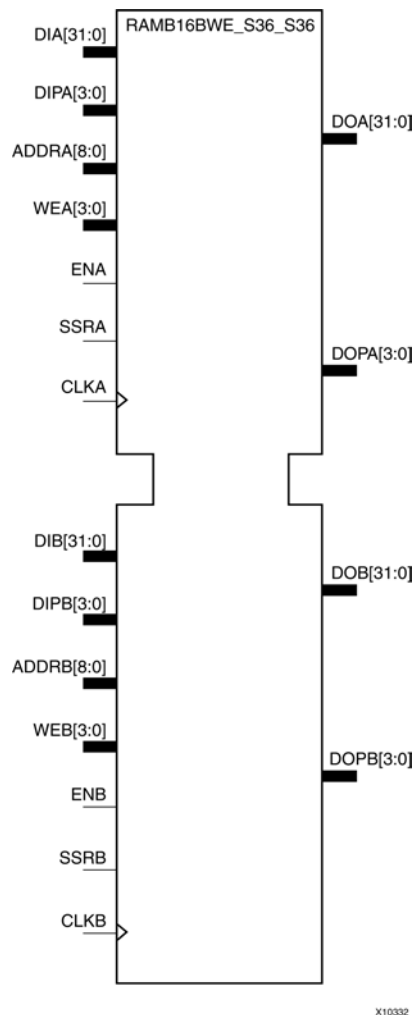 RAMB16BWE_S36_S36
DIA[31:0]
DIPA[3:0]
DOA[31:0]
ADDRA[8:0]
WEA[3:0]
ENA
SSRA
DOPA[3:0]
CLKA
DIB[31:0]
DOB[31:0]
DIPB[3:0]
ADDRB[8:0]
WEB[3:0]
DOPB[3:0]
ENB
SSRB
CLKB
X10332